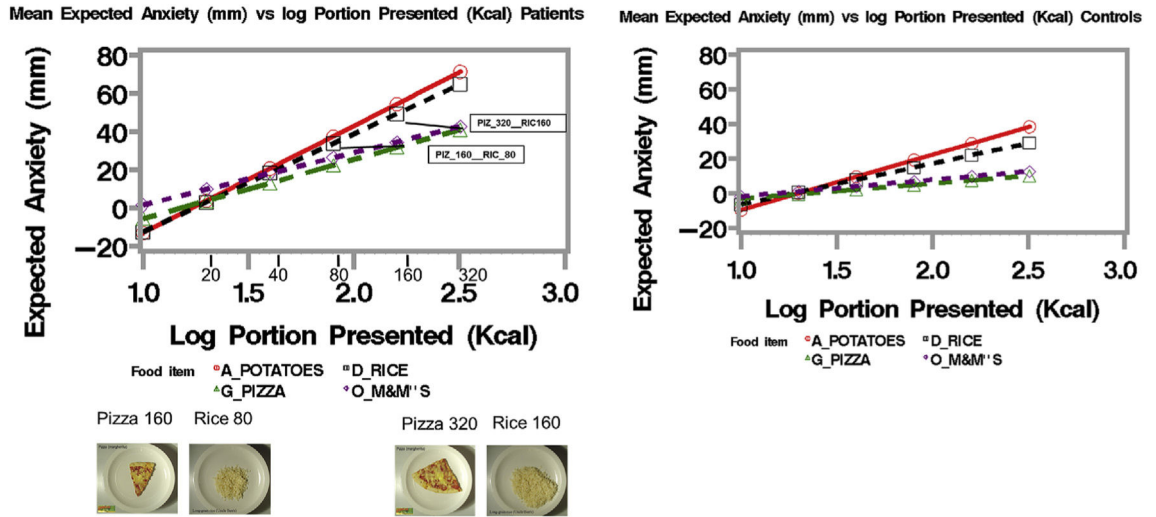 Mean Expected Anxiety (mm) vs log Portion Presented (Kcal) Patients
Expected Anxiety (mm)
80
60
40
20
0
−20
PIZ_320__RIC160
PIZ_160__RIC_80
20 40 80 160 320
1.0 1.5 2.0 2.5 3.0
Log Portion Presented (Kcal)
Food item A_POTATOES D_RICE
G_PIZZA O_M&M''S
Pizza 160 Rice 80
Pizza 320 Rice 160
Mean Expected Anxiety (mm) vs log Portion Presented (Kcal) Controls
Expected Anxiety (mm)
80
60
40
20
0
−20
1.0 1.5 2.0 2.5 3.0
Log Portion Presented (Kcal)
Food item A_POTATOES D_RICE
G_PIZZA O_M&M''S